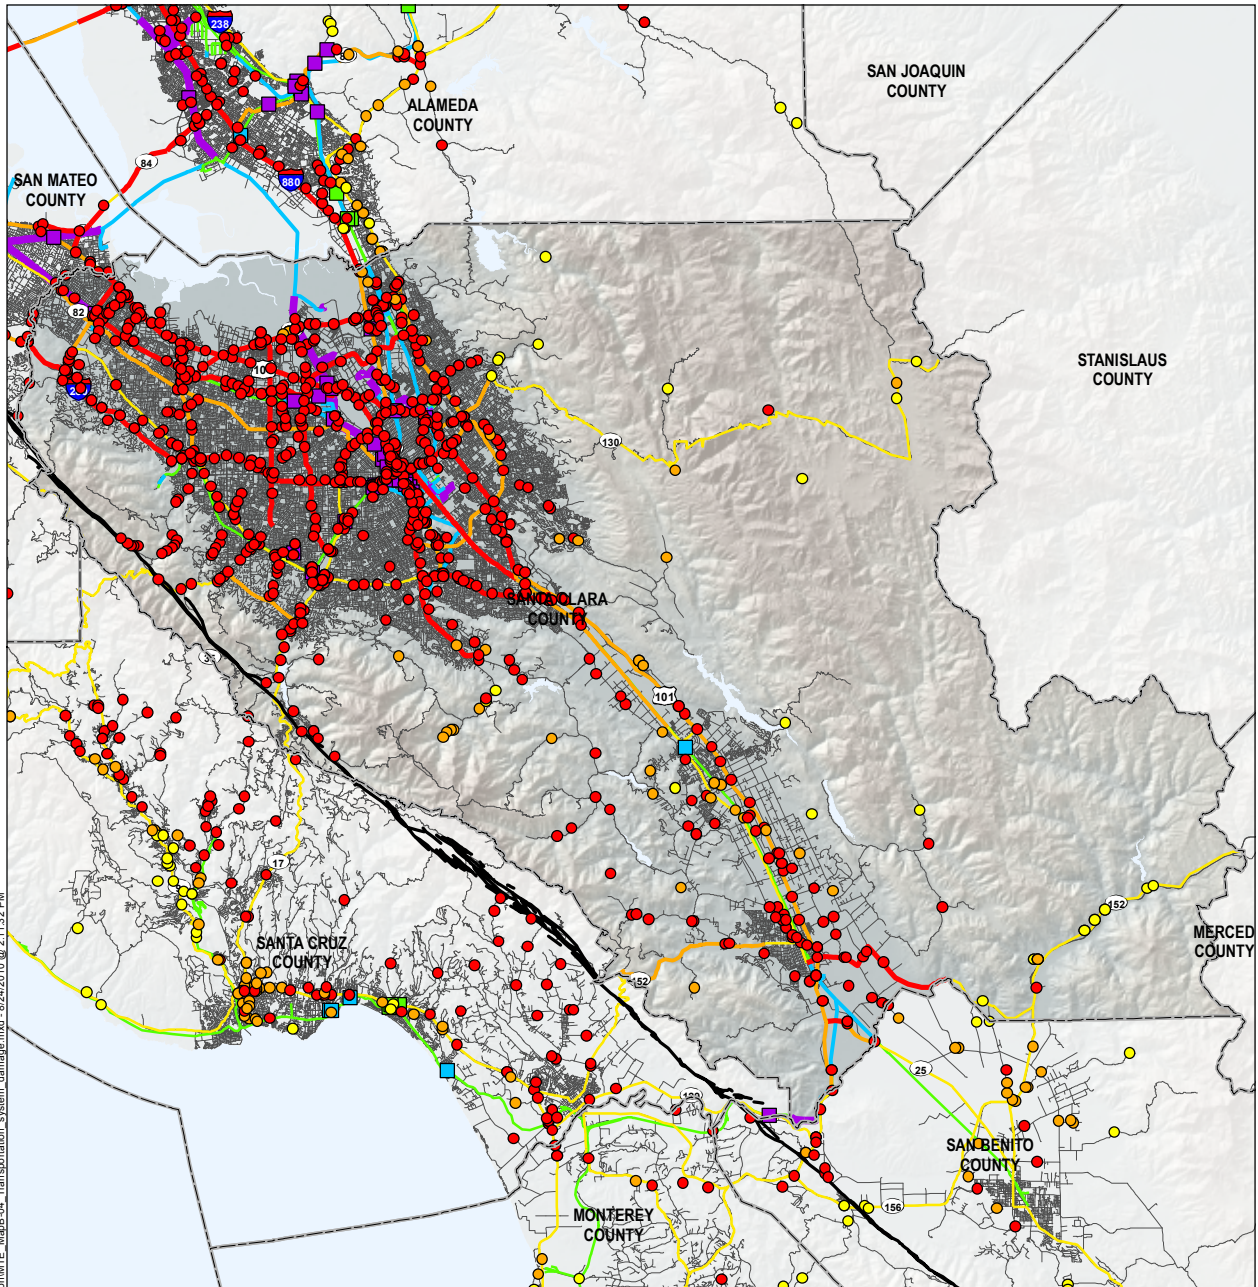 238
SAN JOAQUIN
COUNTY
ALAMEDA
COUNTY
84
880
SAN MATEO
COUNTY
82
STANISLAUS
COUNTY
130
SANTA CLARA
COUNTY
101
17
152
MERCED
COUNTY
SANTA CRUZ
COUNTY
152
25
SAN BENITO
COUNTY
156
MONTEREY
COUNTY